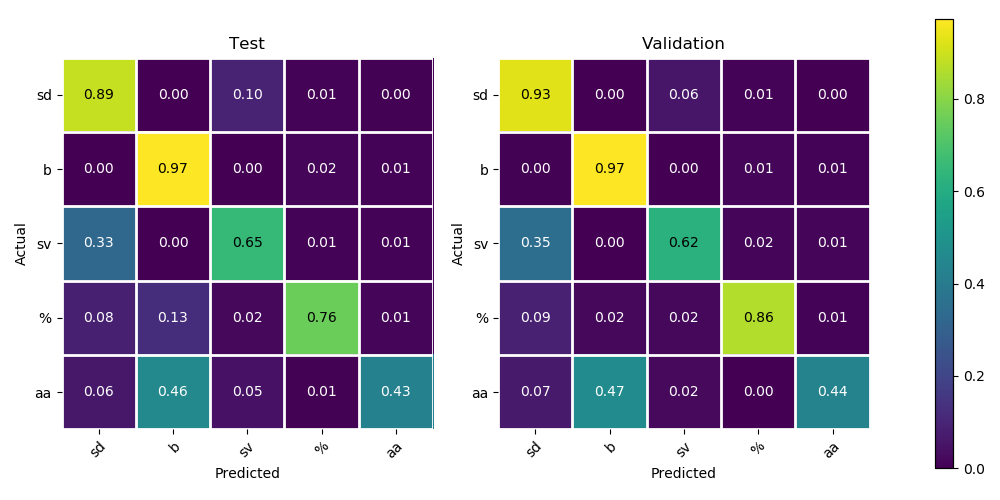 Test
Actual
sd 0.89 0.00 0.10 0.01 0.00
b 0.00 0.97 0.00 0.02 0.01
sv 0.33 0.00 0.65 0.01 0.01
% 0.08 0.13 0.02 0.76 0.01
aa 0.06 0.46 0.05 0.01 0.43
sd b sv % aa
Predicted
Validation
Actual
sd 0.93 0.00 0.06 0.01 0.00
b 0.00 0.97 0.00 0.01 0.01
sv 0.35 0.00 0.62 0.02 0.01
% 0.09 0.02 0.02 0.86 0.01
aa 0.07 0.47 0.02 0.00 0.44
sd b sv % aa
Predicted
0.8
0.6
0.4
0.2
0.0